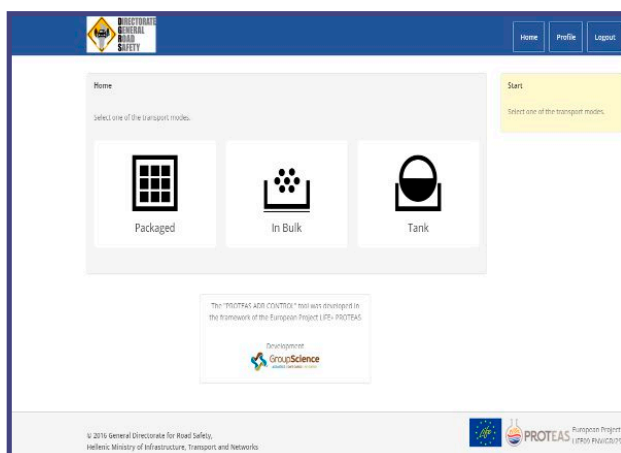 DIRECTORATE
GENERAL
ROAD
SAFETY
Home
Profile
Logout
Home
Select one of the transport modes.
Packaged
In Bulk
Tank
Start
Select one of the transport modes.
The "PROTEAS ADR CONTROL" tool was developed in
the framework of the European Project LIFE+ PROTEAS
Development
GroupScience
© 2016 General Directorate for Road Safety,
Hellenic Ministry of Infrastructure, Transport and Networks
life
PROTEAS
European Project